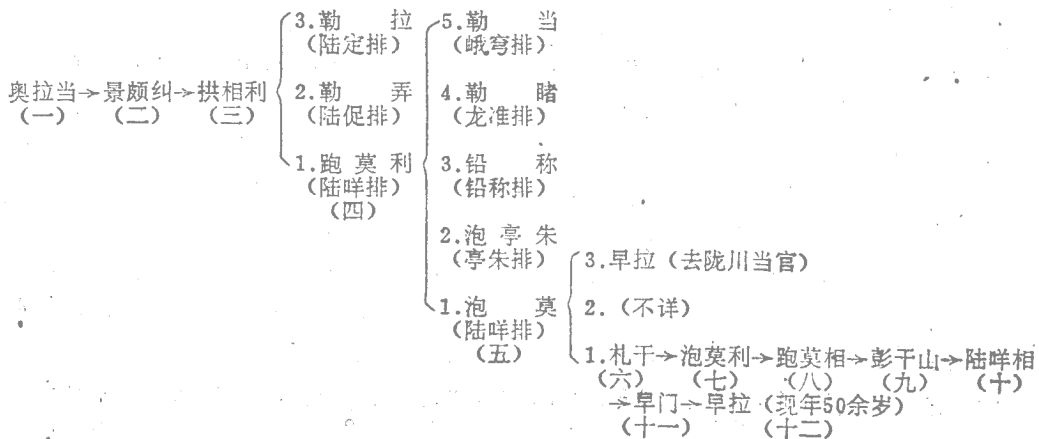 3.勒 拉 5.勒 当
(陆定排) (峨穹排)
奥拉当→景颇纠→拱相利 2.勒 弄 4.勒 睹
(一) (二) (三) (陆促排) (龙准排)
1.跑莫利 3.铅 称
(陆咩排) (铅称排)
(四)
2.泡亭朱
(亭朱排) 3.早拉(去陇川当官)
1.泡 莫 2.(不详)
(陆咩排)
(五) 1.札干→泡莫利→跑莫相→彭干山→陆咩相
(六) (七) (八) (九) (十)
→早门→早拉(现年50余岁)
(十一) (十二)